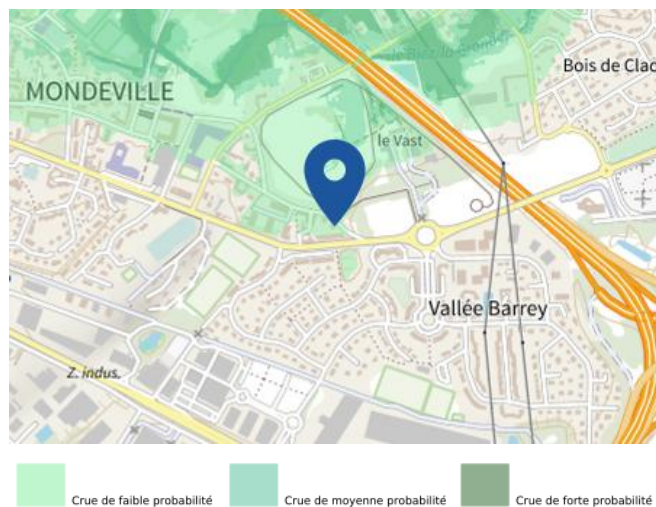 Bois de Clac
MONDEVILLE
le Vast
Vallée Barrey
Z. indus.
Crue de faible probabilité
Crue de moyenne probabilité
Crue de forte probabilité